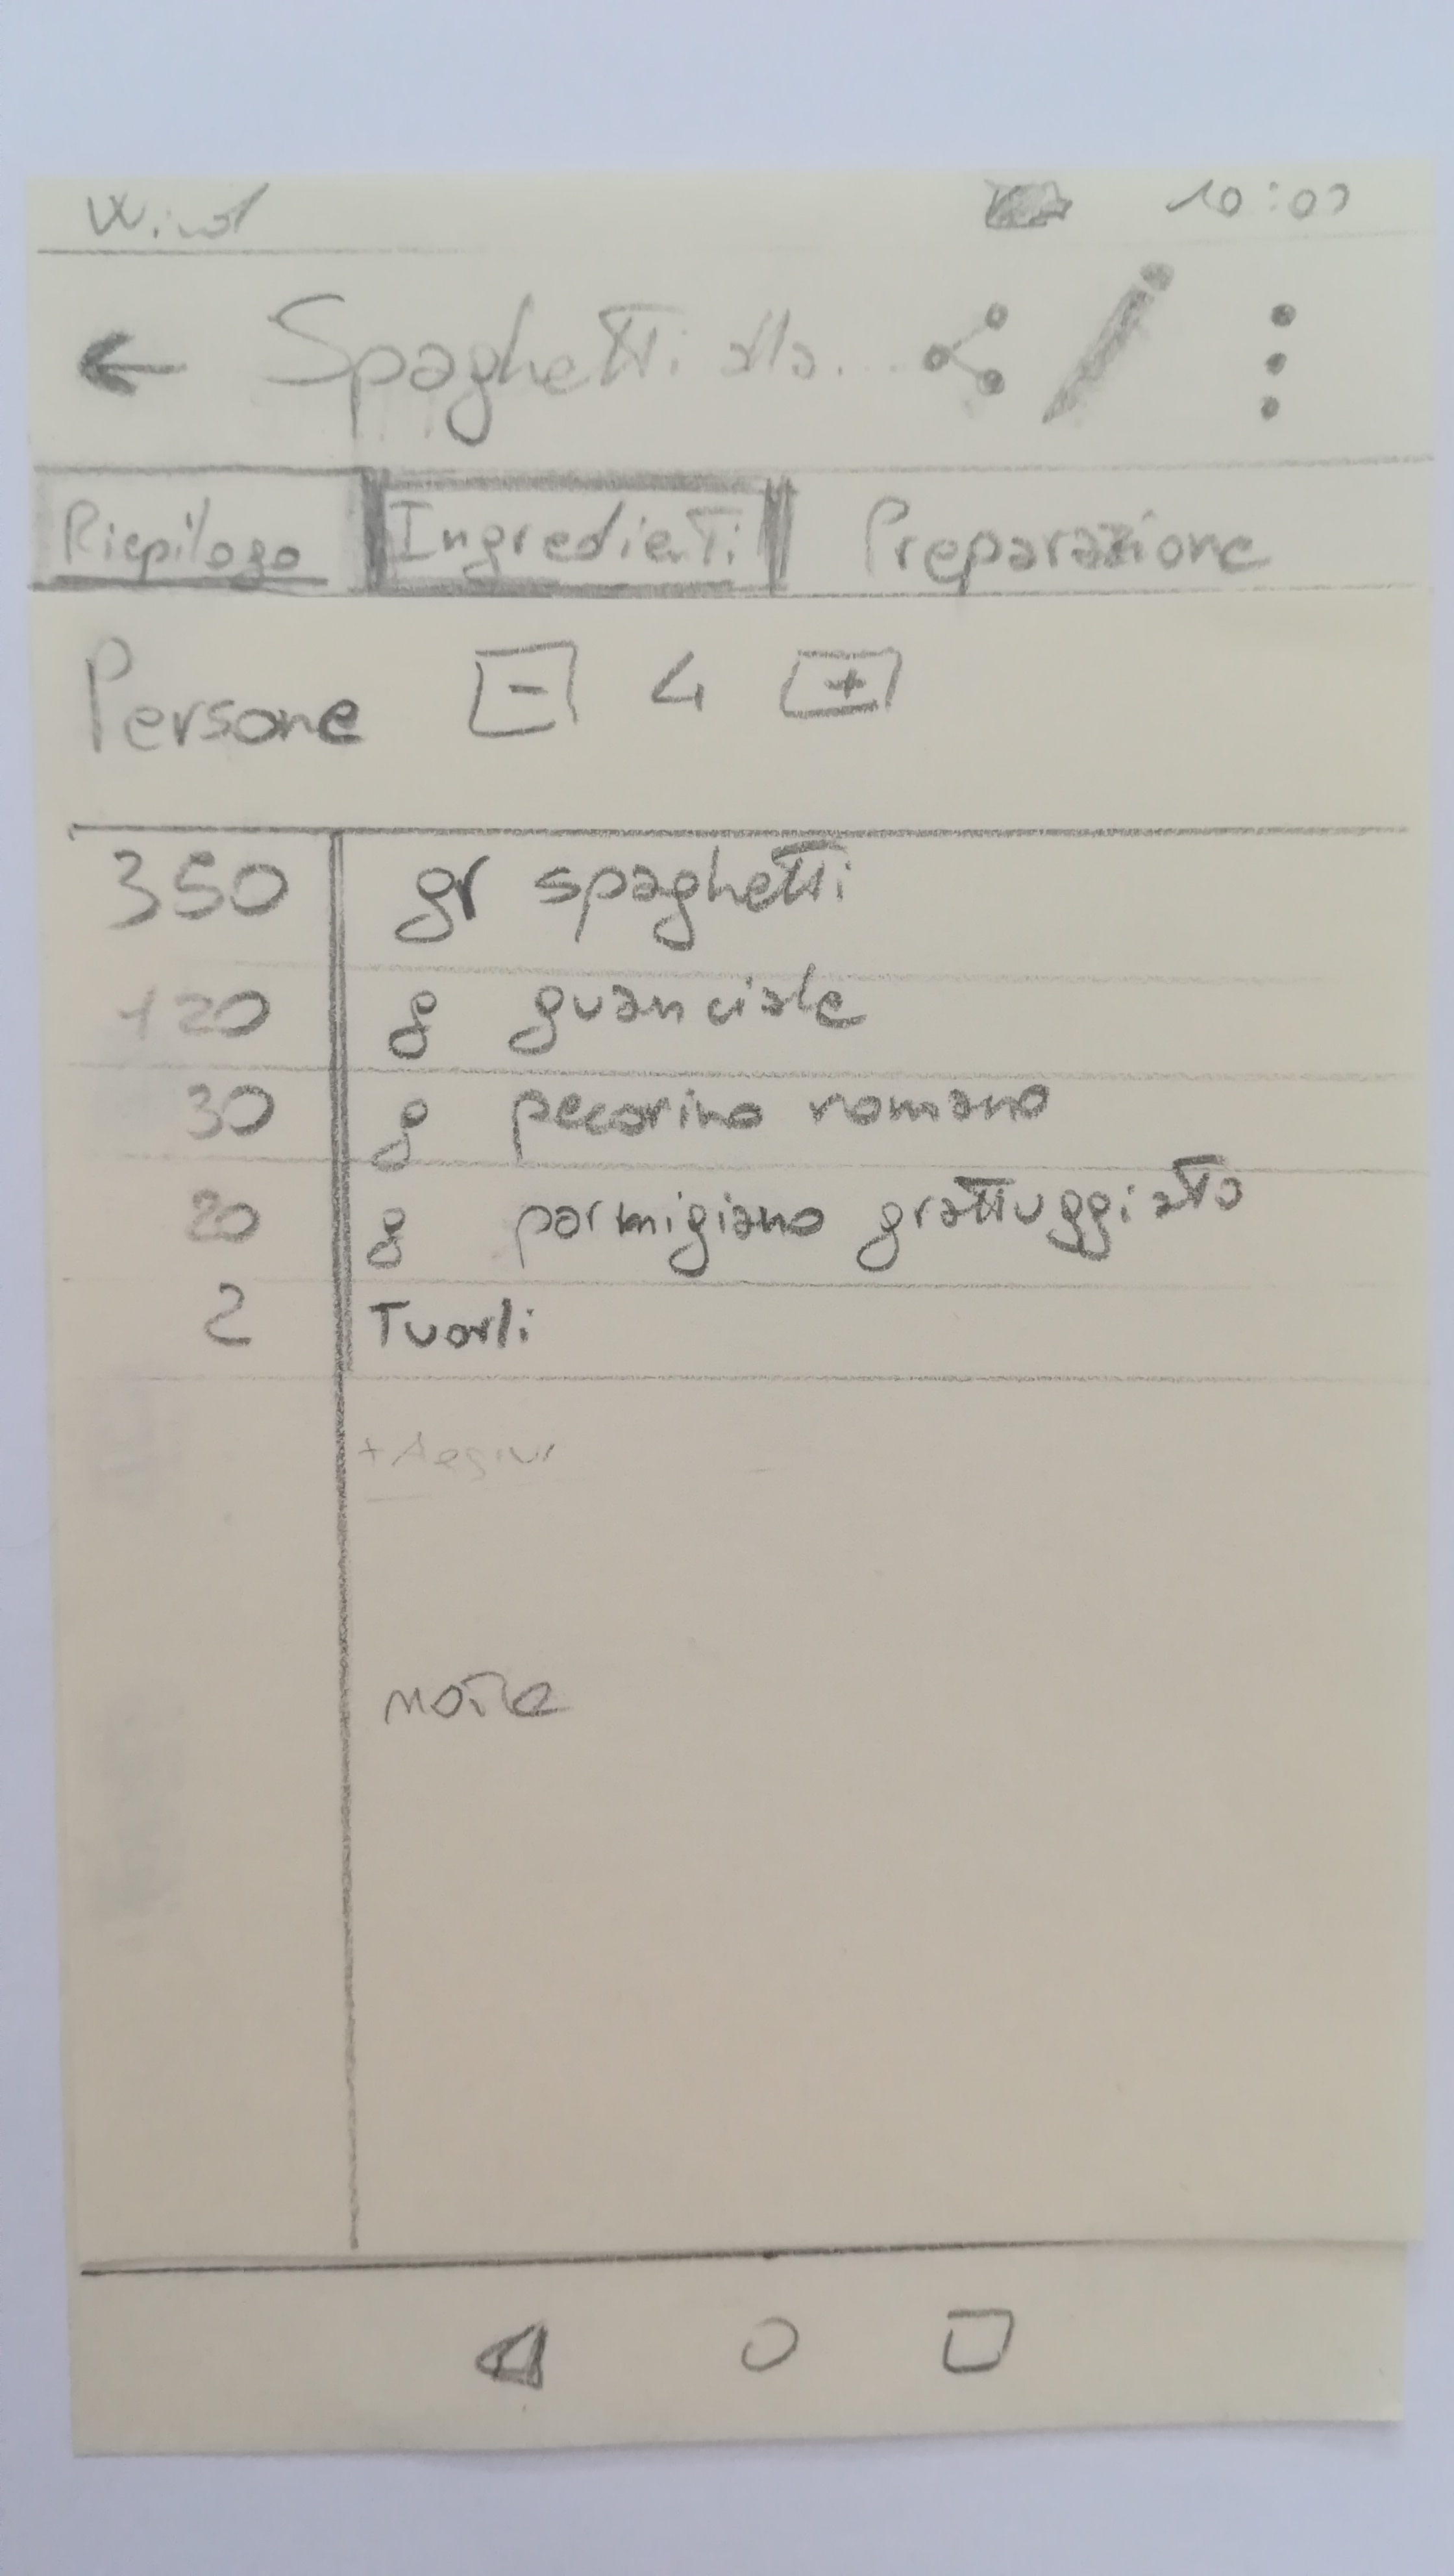 Wind 10:00
Spaghetti alla...
Riepilogo Ingredienti Preparazione
Persone - 4 +
350 gr spaghetti
120 g guanciale
30 g pecorino romano
20 g parmigiano grattuggiato
2 Tuorli
note